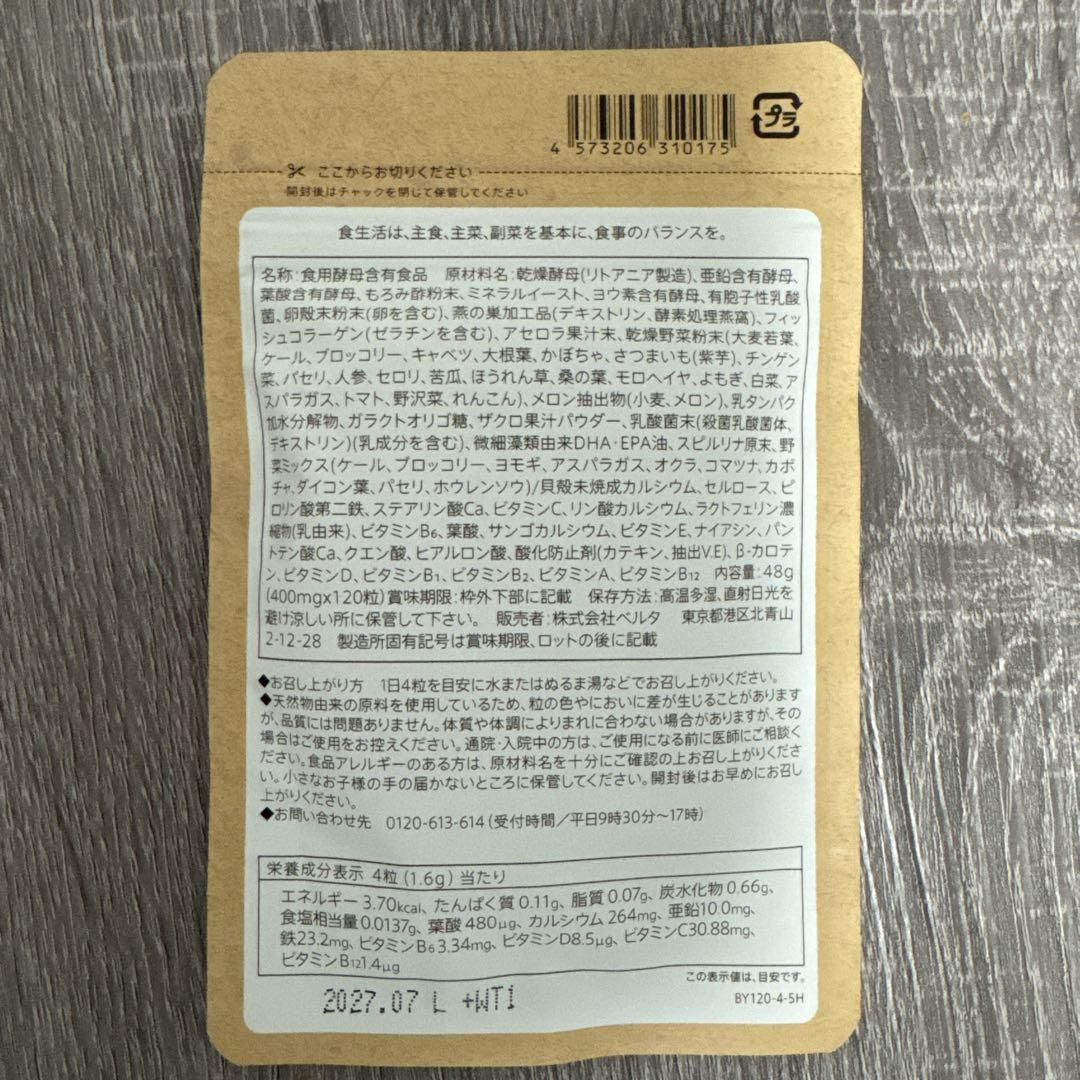 プラ
4 573206 310175
ここからお切りください
開封後はチャックを閉じて保管してください
食生活は、主食、主菜、副菜を基本に、食事のバランスを。
名称:食用酵母含有食品 原材料名:乾燥酵母(リトアニア製造)、亜鉛含有酵母、
葉酸含有酵母、もろみ酢粉末、ミネラルイースト、ヨウ素含有酵母、有胞子性乳酸
菌、卵殻末粉末(卵を含む)、燕の巣加工品(デキストリン、酵素処理燕窩)、フィッ
シュコラーゲン(ゼラチンを含む)、アセロラ果汁末、乾燥野菜粉末(大麦若葉、
ケール、ブロッコリー、キャベツ、大根葉、かぼちゃ、さつまいも(紫芋)、チンゲン
菜、パセリ、人参、セロリ、苦瓜、ほうれん草、桑の葉、モロヘイヤ、よもぎ、白菜、ア
スパラガス、トマト、野沢菜、れんこん)、メロン抽出物(小麦、メロン)、乳タンパク
加水分解物、ガラクトオリゴ糖、ザクロ果汁パウダー、乳酸菌末(殺菌乳酸菌体、
デキストリン)(乳成分を含む)、微細藻類由来DHA・EPA油、スピルリナ原末、野
菜ミックス(ケール、ブロッコリー、ヨモギ、アスパラガス、オクラ、コマツナ、カボ
チャ、ダイコン葉、パセリ、ホウレンソウ)/貝殻未焼成カルシウム、セルロース、ピ
ロリン酸第二鉄、ステアリン酸Ca、ビタミンC、リン酸カルシウム、ラクトフェリン濃
縮物(乳由来)、ビタミンB₆、葉酸、サンゴカルシウム、ビタミンE、ナイアシン、パン
トテン酸Ca、クエン酸、ヒアルロン酸、酸化防止剤(カテキン、抽出V.E)、β-カロテ
ン、ビタミンD、ビタミンB₁、ビタミンB₂、ビタミンA、ビタミンB₁₂ 内容量:48g
(400mg×120粒)賞味期限:枠外下部に記載 保存方法:高温多湿、直射日光を
避け涼しい所に保管して下さい。 販売者:株式会社ベルタ 東京都港区北青山
2-12-28 製造所固有記号は賞味期限、ロットの後に記載
◆お召し上がり方 1日4粒を目安に水またはぬるま湯などでお召し上がりください。
◆天然物由来の原料を使用しているため、粒の色やにおいに差が生じることがあります
が、品質には問題ありません。体質や体調によりまれに合わない場合がありますが、その
場合はご使用をお控えください。通院・入院中の方は、ご使用になる前に医師にご相談く
ださい。食品アレルギーのある方は、原材料名を十分にご確認の上お召し上がりくださ
い。小さなお子様の手の届かないところに保管してください。開封後はお早めにお召し
上がりください。
◆お問い合わせ先 0120-613-614(受付時間/平日9時30分〜17時)
栄養成分表示 4粒(1.6g)当たり
エネルギー 3.70kcal、たんぱく質 0.11g、脂質 0.07g、炭水化物 0.66g、
食塩相当量0.0137g、葉酸 480μg、カルシウム 264mg、亜鉛10.0mg、
鉄23.2mg、ビタミンB₆ 3.34mg、ビタミンD8.5μg、ビタミンC30.88mg、
ビタミンB₁₂1.4μg
この表示値は、目安です。
2027.07 L +WT1
BY120-4-5H